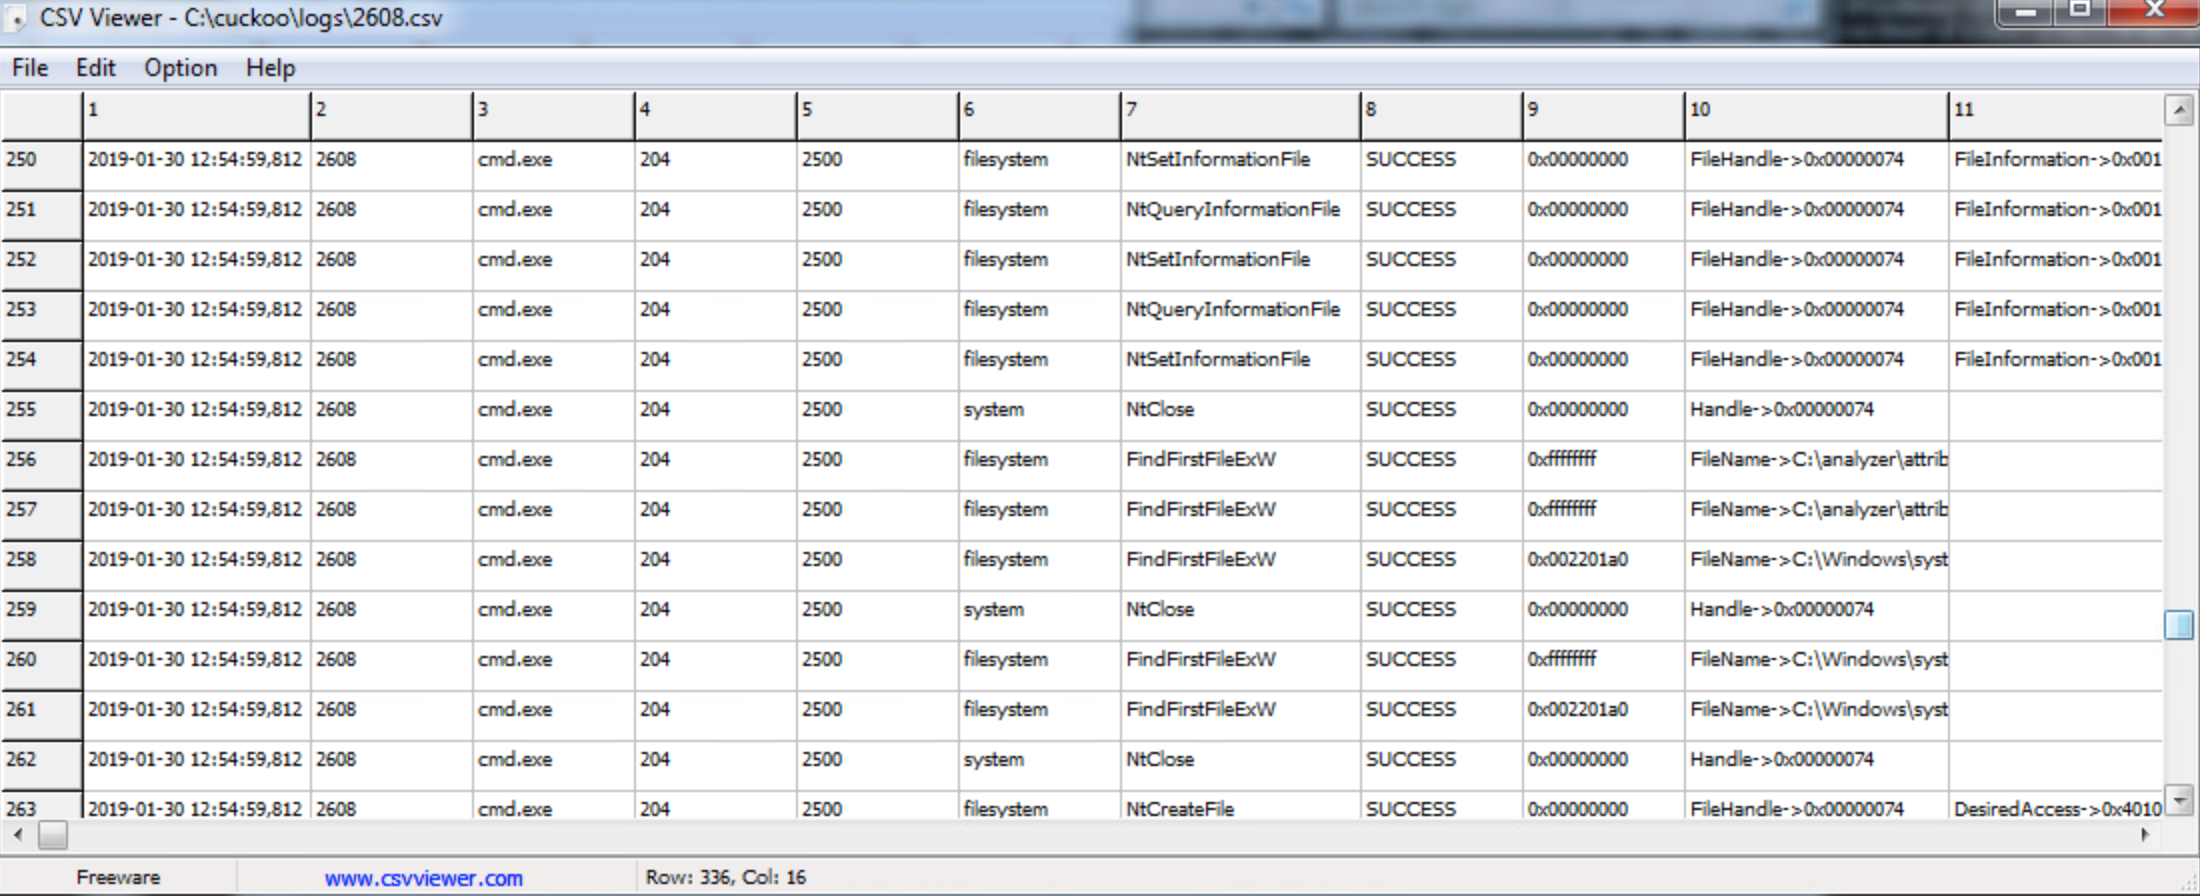 CSV Viewer - C:\cuckoo\logs\2608.csv
File Edit Option Help
1 2 3 4 5 6 7 8 9 10 11
250 2019-01-30 12:54:59,812 2608 cmd.exe 204 2500 filesystem NtSetInformationFile SUCCESS 0x00000000 FileHandle->0x00000074 FileInformation->0x001
251 2019-01-30 12:54:59,812 2608 cmd.exe 204 2500 filesystem NtQueryInformationFile SUCCESS 0x00000000 FileHandle->0x00000074 FileInformation->0x001
252 2019-01-30 12:54:59,812 2608 cmd.exe 204 2500 filesystem NtSetInformationFile SUCCESS 0x00000000 FileHandle->0x00000074 FileInformation->0x001
253 2019-01-30 12:54:59,812 2608 cmd.exe 204 2500 filesystem NtQueryInformationFile SUCCESS 0x00000000 FileHandle->0x00000074 FileInformation->0x001
254 2019-01-30 12:54:59,812 2608 cmd.exe 204 2500 filesystem NtSetInformationFile SUCCESS 0x00000000 FileHandle->0x00000074 FileInformation->0x001
255 2019-01-30 12:54:59,812 2608 cmd.exe 204 2500 system NtClose SUCCESS 0x00000000 Handle->0x00000074
256 2019-01-30 12:54:59,812 2608 cmd.exe 204 2500 filesystem FindFirstFileExW SUCCESS 0xffffffff FileName->C:\analyzer\attrib
257 2019-01-30 12:54:59,812 2608 cmd.exe 204 2500 filesystem FindFirstFileExW SUCCESS 0xffffffff FileName->C:\analyzer\attrib
258 2019-01-30 12:54:59,812 2608 cmd.exe 204 2500 filesystem FindFirstFileExW SUCCESS 0x002201a0 FileName->C:\Windows\syst
259 2019-01-30 12:54:59,812 2608 cmd.exe 204 2500 system NtClose SUCCESS 0x00000000 Handle->0x00000074
260 2019-01-30 12:54:59,812 2608 cmd.exe 204 2500 filesystem FindFirstFileExW SUCCESS 0xffffffff FileName->C:\Windows\syst
261 2019-01-30 12:54:59,812 2608 cmd.exe 204 2500 filesystem FindFirstFileExW SUCCESS 0x002201a0 FileName->C:\Windows\syst
262 2019-01-30 12:54:59,812 2608 cmd.exe 204 2500 system NtClose SUCCESS 0x00000000 Handle->0x00000074
263 2019-01-30 12:54:59,812 2608 cmd.exe 204 2500 filesystem NtCreateFile SUCCESS 0x00000000 FileHandle->0x00000074 DesiredAccess->0x4010
Freeware www.csvviewer.com Row: 336, Col: 16